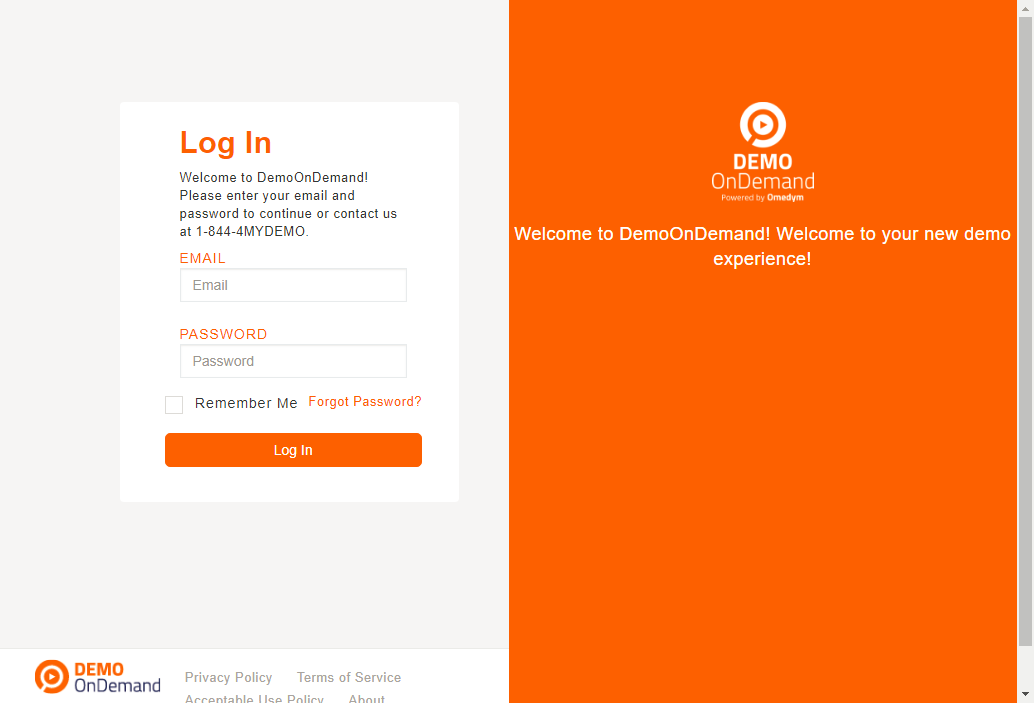 Log In
Welcome to DemoOnDemand!
Please enter your email and
password to continue or contact us
at 1-844-4MYDEMO.
EMAIL
Email
PASSWORD
Password
Remember Me
Forgot Password?
Log In
DEMO
OnDemand
Privacy Policy
Terms of Service
Acceptable Use Policy
About
DEMO
OnDemand
Powered by Omedym
Welcome to DemoOnDemand! Welcome to your new demo
experience!